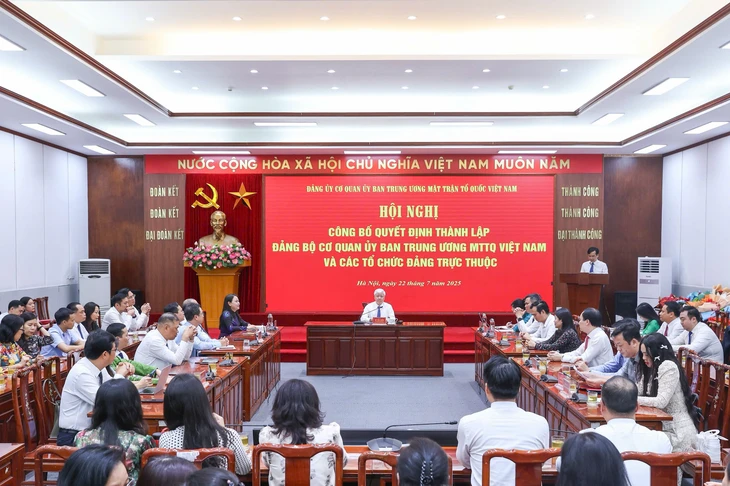 NƯỚC CỘNG HÒA XÃ HỘI CHỦ NGHĨA VIỆT NAM MUÔN NĂM
ĐOÀN KẾT
ĐOÀN KẾT
ĐẠI ĐOÀN KẾT
ĐẢNG ỦY CƠ QUAN ỦY BAN TRUNG ƯƠNG MẶT TRẬN TỔ QUỐC VIỆT NAM
HỘI NGHỊ
CÔNG BỐ QUYẾT ĐỊNH THÀNH LẬP
ĐẢNG BỘ CƠ QUAN ỦY BAN TRUNG ƯƠNG MTTQ VIỆT NAM
VÀ CÁC TỔ CHỨC ĐẢNG TRỰC THUỘC
Hà Nội, ngày 22 tháng 7 năm 2025
THÀNH CÔNG
THÀNH CÔNG
ĐẠI THÀNH CÔNG